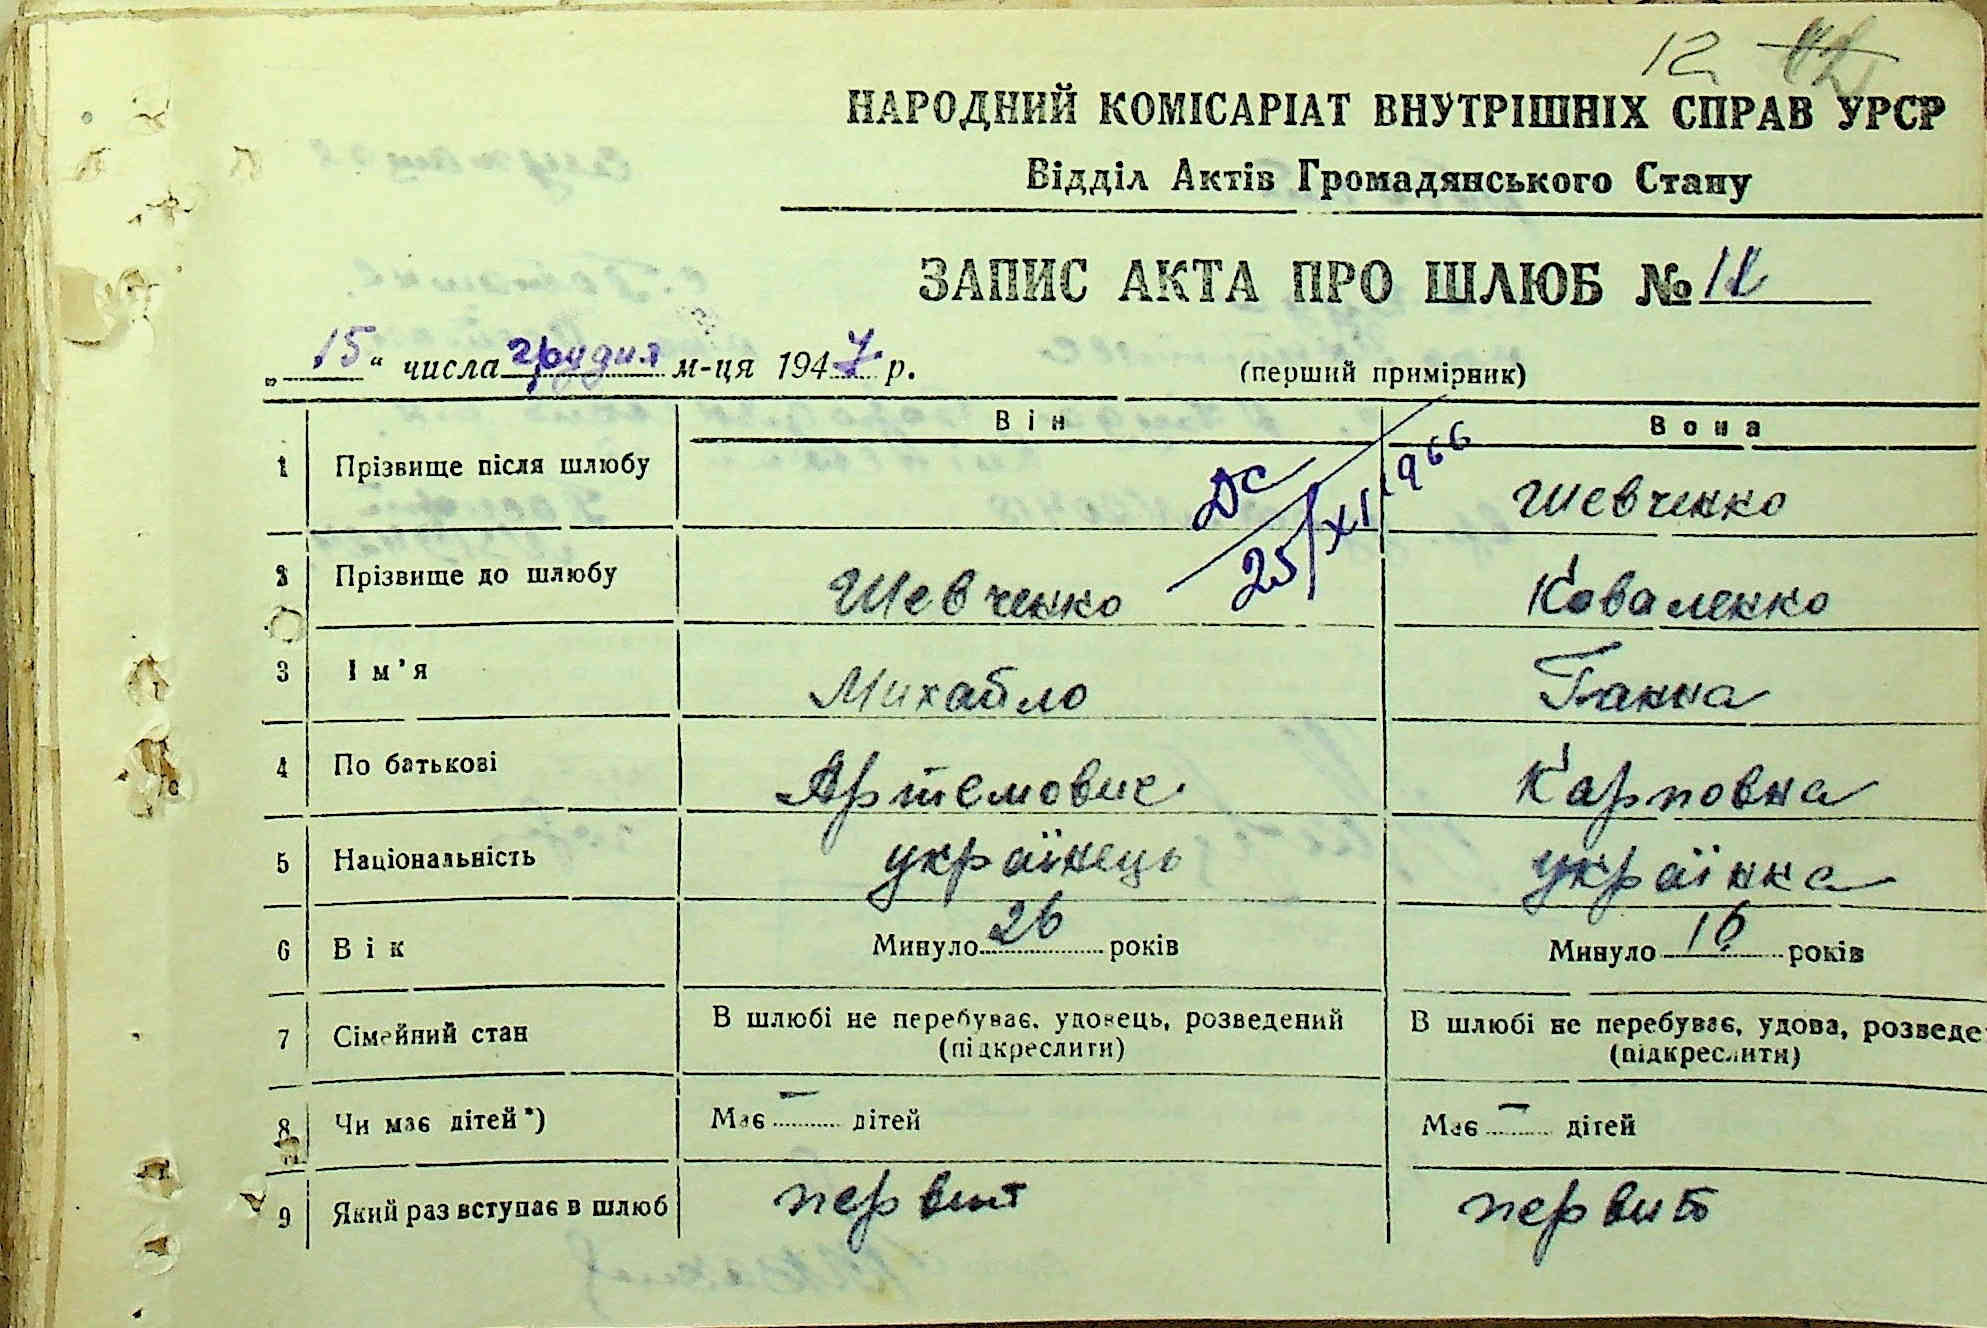 12
НАРОДНИЙ КОМІСАРІАТ ВНУТРІШНІХ СПРАВ УРСР
Відділ Актів Громадянського Стану
ЗАПИС АКТА ПРО ШЛЮБ № 12
„ 15 “ числа грудня м-ця 1947 р.
(перший примірник)
Він Вона
1 Прізвище після шлюбу Шевченко
ДС 25/XI 1966
2 Прізвище до шлюбу Шевченко Коваленко
3 Ім'я Михайло Ганна
4 По батькові Артемович Карповна
5 Національність українець українка
6 Вік Минуло 26 років Минуло 16 років
7 Сімейний стан В шлюбі не перебуває, удовець, розведений В шлюбі не перебуває, удова, розведе
(підкреслити) (підкреслити)
8 Чи має дітей*) Має — дітей Має — дітей
9 Який раз вступає в шлюб первит первит